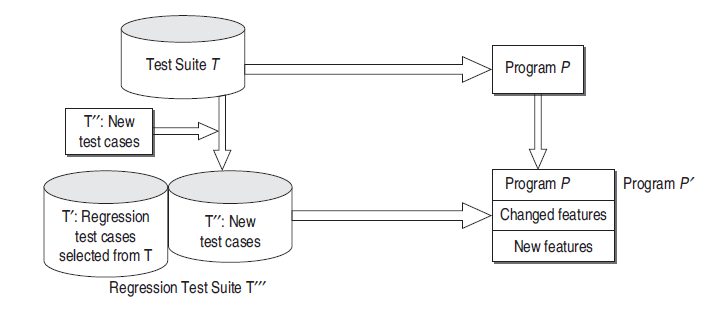 Test Suite T
Program P
T″: New
test cases
Program P
Program P′
Changed features
New features
T′: Regression
test cases
selected from T
T″: New
test cases
Regression Test Suite T‴